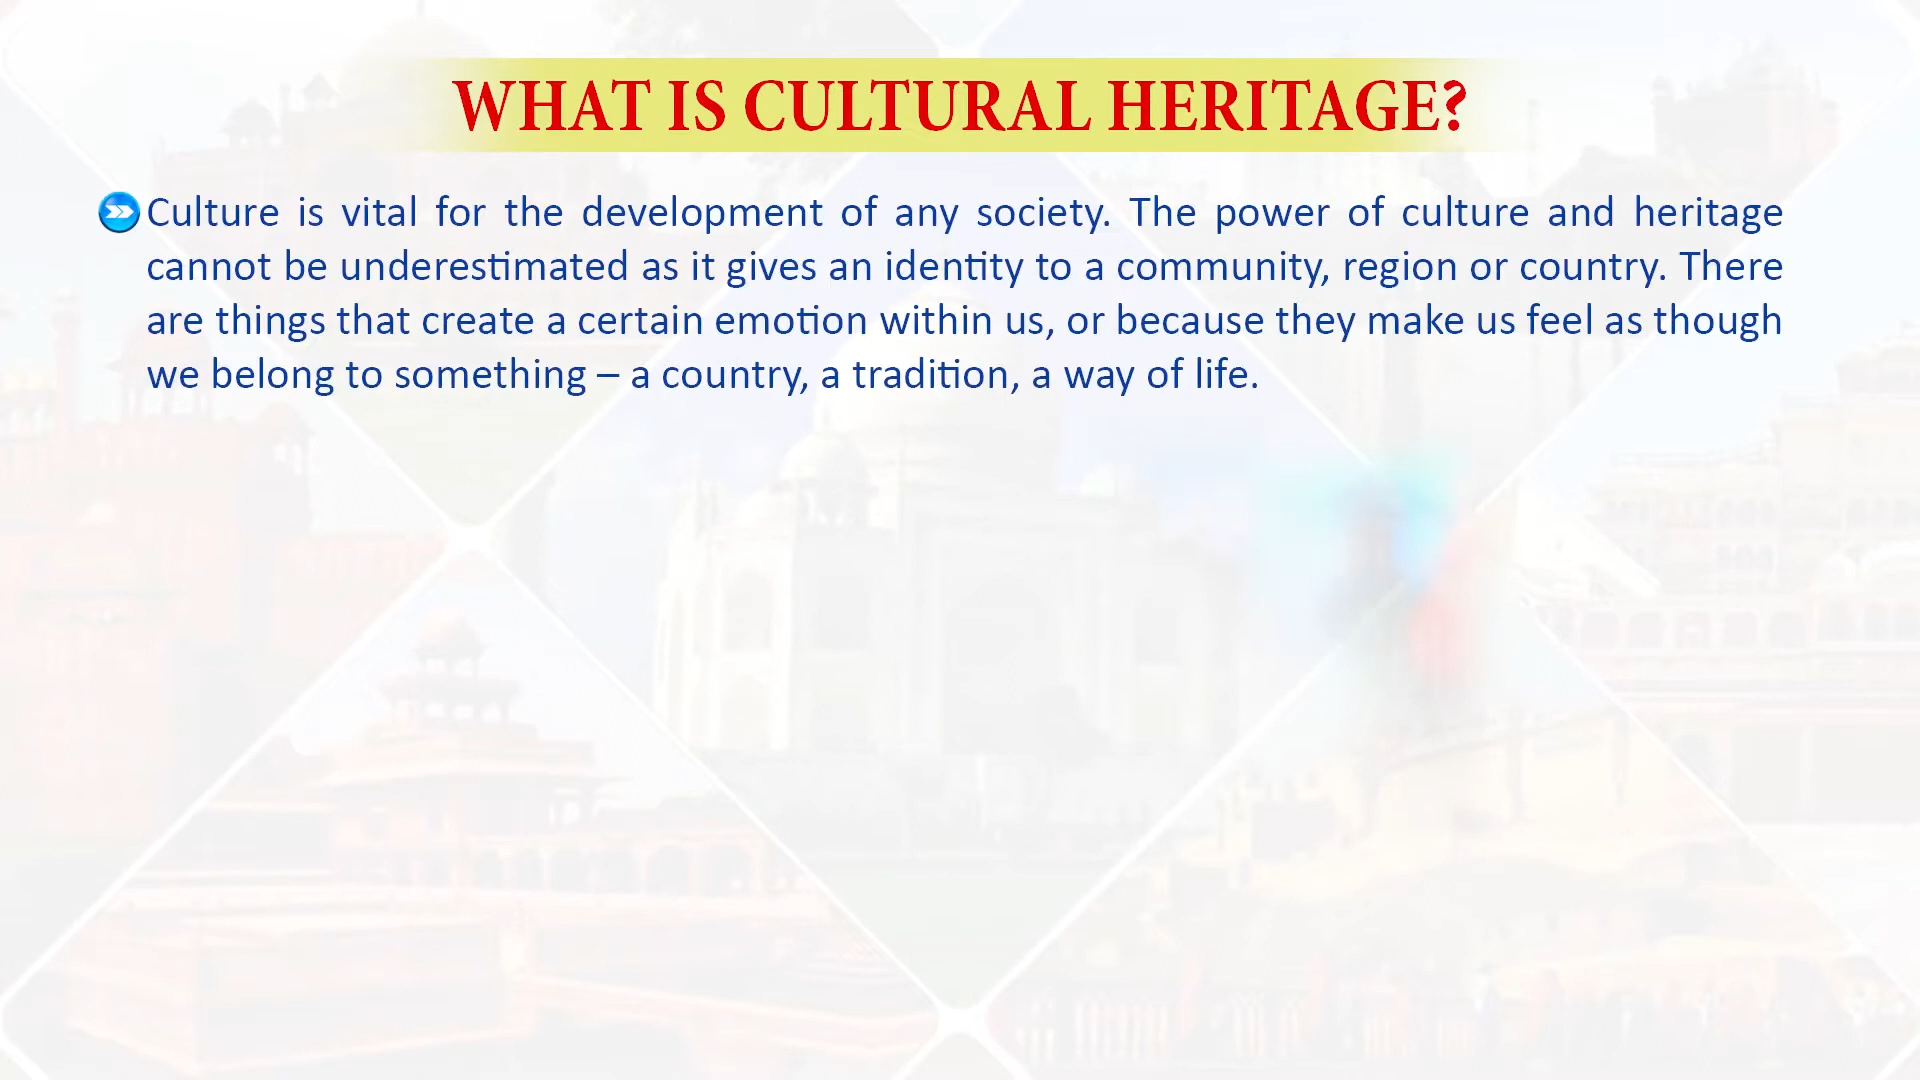 WHAT IS CULTURAL HERITAGE?
Culture is vital for the development of any society. The power of culture and heritage
cannot be underestimated as it gives an identity to a community, region or country. There
are things that create a certain emotion within us, or because they make us feel as though
we belong to something – a country, a tradition, a way of life.